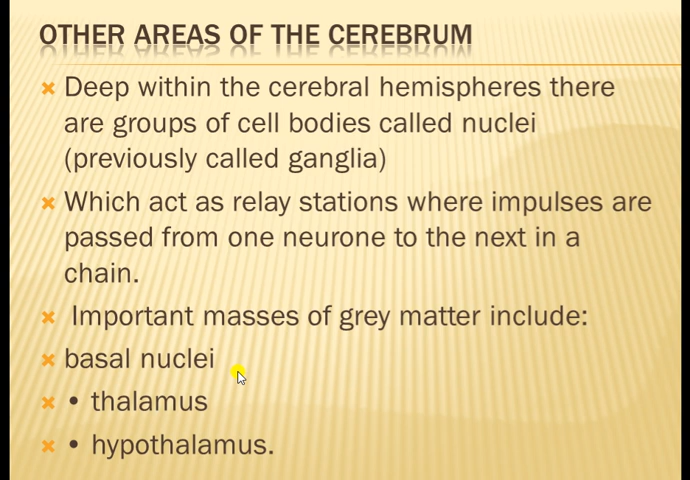 OTHER AREAS OF THE CEREBRUM
Deep within the cerebral hemispheres there
are groups of cell bodies called nuclei
(previously called ganglia)
Which act as relay stations where impulses are
passed from one neurone to the next in a
chain.
Important masses of grey matter include:
basal nuclei
• thalamus
• hypothalamus.